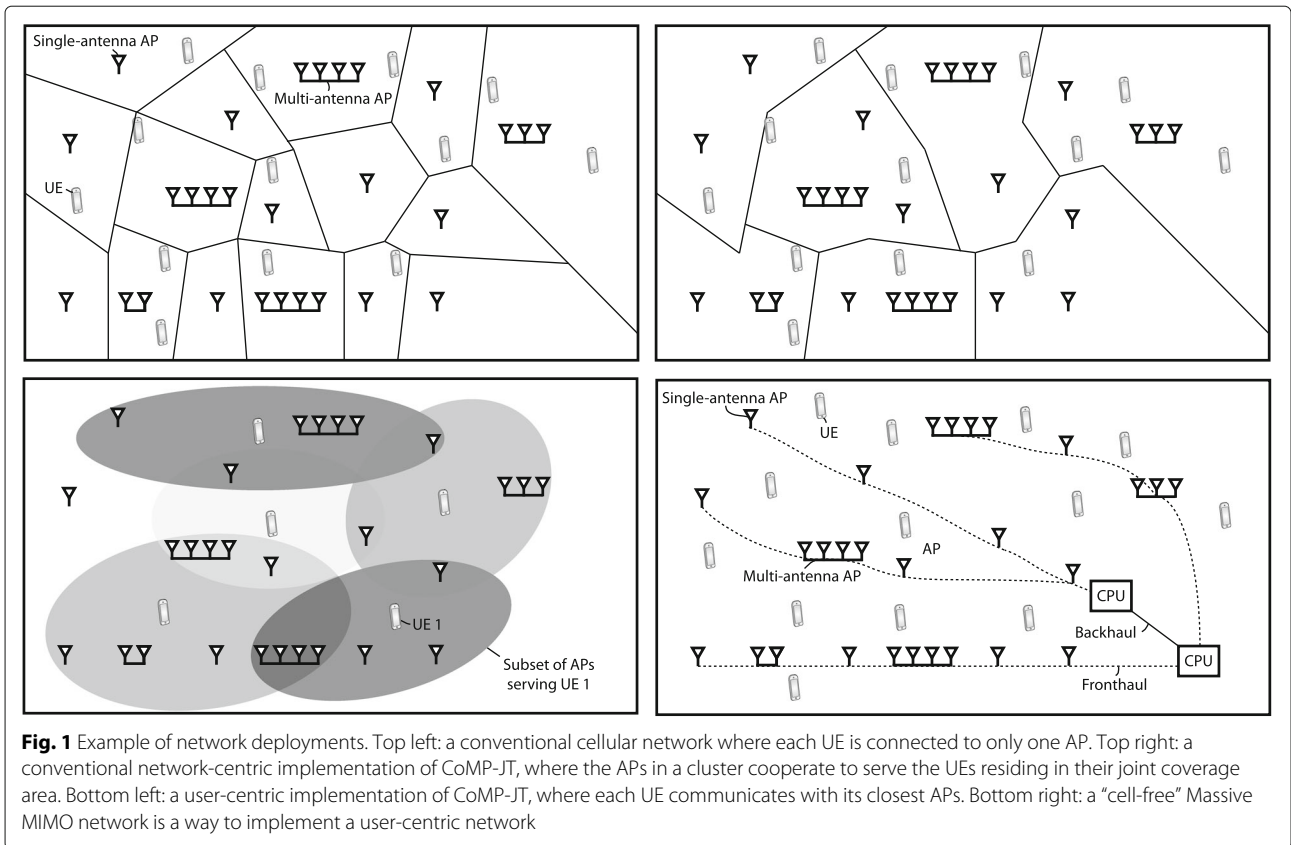 Single-antenna AP
Multi-antenna AP
UE
UE 1
Subset of APs
serving UE 1
Single-antenna AP
UE
AP
Multi-antenna AP
CPU
Backhaul
CPU
Fronthaul
Fig. 1 Example of network deployments. Top left: a conventional cellular network where each UE is connected to only one AP. Top right: a
conventional network-centric implementation of CoMP-JT, where the APs in a cluster cooperate to serve the UEs residing in their joint coverage
area. Bottom left: a user-centric implementation of CoMP-JT, where each UE communicates with its closest APs. Bottom right: a “cell-free” Massive
MIMO network is a way to implement a user-centric network